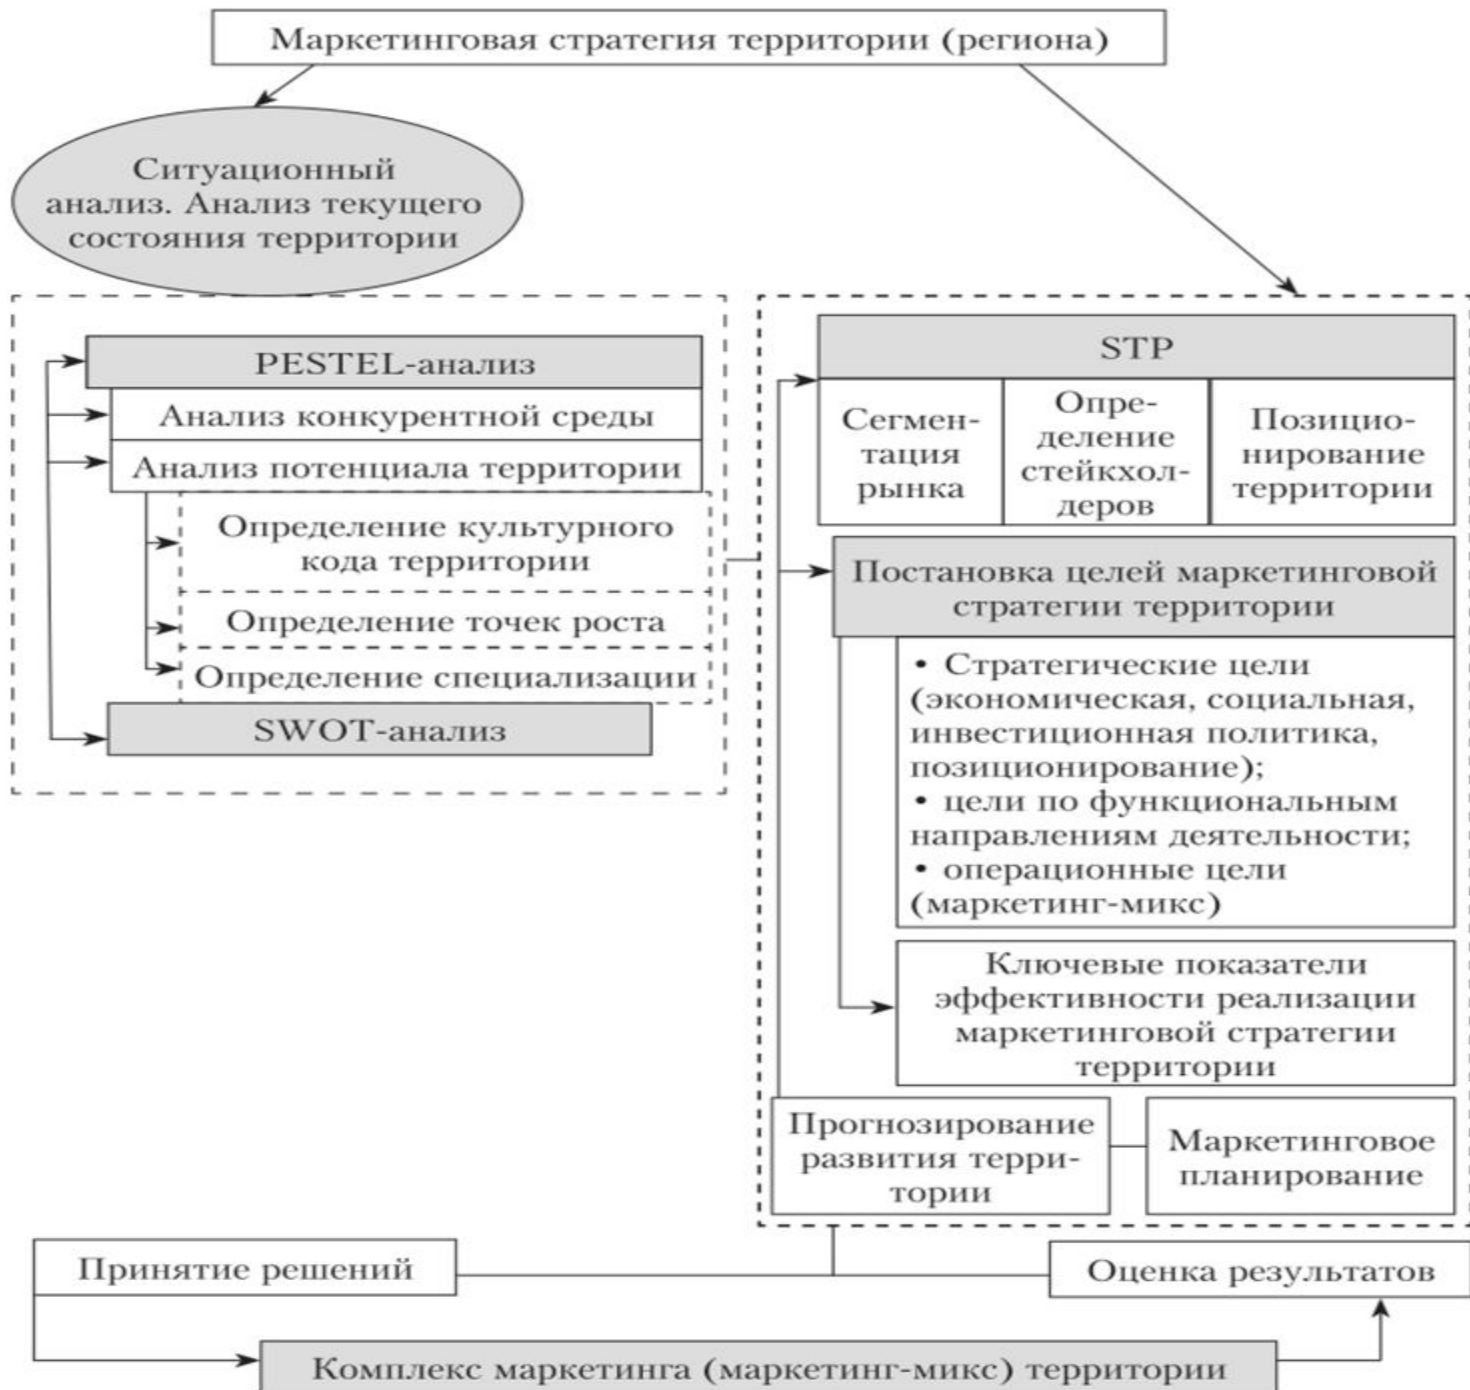 Маркетинговая стратегия территории (региона)
Ситуационный
анализ. Анализ текущего
состояния территории
PESTEL-анализ
Анализ конкурентной среды
Анализ потенциала территории
Определение культурного
кода территории
Определение точек роста
Определение специализации
SWOT-анализ
STP
Сегмен-
тация
рынка
Опре-
деление
стейкхол-
деров
Позицио-
нирование
территории
Постановка целей маркетинговой
стратегии территории
• Стратегические цели
(экономическая, социальная,
инвестиционная политика,
позиционирование);
• цели по функциональным
направлениям деятельности;
• операционные цели
(маркетинг-микс)
Ключевые показатели
эффективности реализации
маркетинговой стратегии
территории
Прогнозирование
развития терри-
тории
Маркетинговое
планирование
Принятие решений
Оценка результатов
Комплекс маркетинга (маркетинг-микс) территории